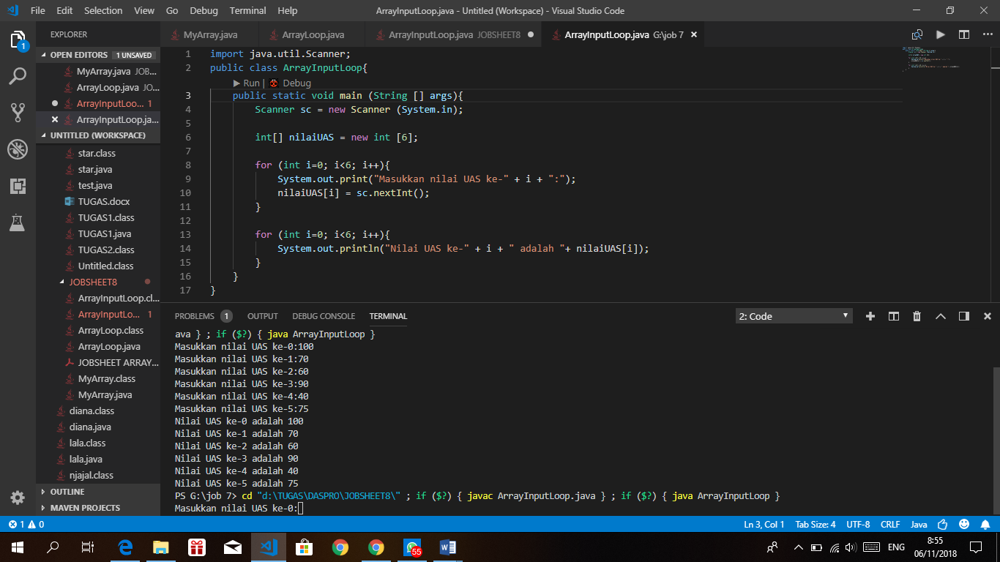 File Edit Selection View Go Debug Terminal Help
ArrayInputLoop.java - Untitled (Workspace) - Visual Studio Code
EXPLORER
OPEN EDITORS 1 UNSAVED
MyArray.java JOB...
ArrayLoop.java JO...
ArrayInputLoo... 1
ArrayInputLoop.ja...
UNTITLED (WORKSPACE)
star.class
star.java
test.java
TUGAS.docx
TUGAS1.class
TUGAS1.java
TUGAS2.class
Untitled.class
JOBSHEET8
ArrayInputLoop.cl...
ArrayInputLo... 1
ArrayLoop.class
ArrayLoop.java
JOBSHEET ARRAY...
MyArray.class
MyArray.java
diana.class
diana.java
lala.class
lala.java
njajal.class
OUTLINE
MAVEN PROJECTS
1
MyArray.java ArrayLoop.java ArrayInputLoop.java JOBSHEET8 ArrayInputLoop.java G:\job 7
1 import java.util.Scanner;
2 public class ArrayInputLoop{
Run | Debug
3 public static void main (String [] args){
4 Scanner sc = new Scanner (System.in);
5
6 int[] nilaiUAS = new int [6];
7
8 for (int i=0; i<6; i++){
9 System.out.print("Masukkan nilai UAS ke-" + i + ":");
10 nilaiUAS[i] = sc.nextInt();
11 }
12
13 for (int i=0; i<6; i++){
14 System.out.println("Nilai UAS ke-" + i + " adalah "+ nilaiUAS[i]);
15 }
16 }
17 }
PROBLEMS 1 OUTPUT DEBUG CONSOLE TERMINAL 2: Code
ava } ; if ($?) { java ArrayInputLoop }
Masukkan nilai UAS ke-0:100
Masukkan nilai UAS ke-1:70
Masukkan nilai UAS ke-2:60
Masukkan nilai UAS ke-3:90
Masukkan nilai UAS ke-4:40
Masukkan nilai UAS ke-5:75
Nilai UAS ke-0 adalah 100
Nilai UAS ke-1 adalah 70
Nilai UAS ke-2 adalah 60
Nilai UAS ke-3 adalah 90
Nilai UAS ke-4 adalah 40
Nilai UAS ke-5 adalah 75
PS G:\job 7> cd "d:\TUGAS\DASPRO\JOBSHEET8\" ; if ($?) { javac ArrayInputLoop.java } ; if ($?) { java ArrayInputLoop }
Masukkan nilai UAS ke-0:
1 0 Ln 3, Col 1 Tab Size: 4 UTF-8 CRLF Java
55 ENG 8:55
06/11/2018